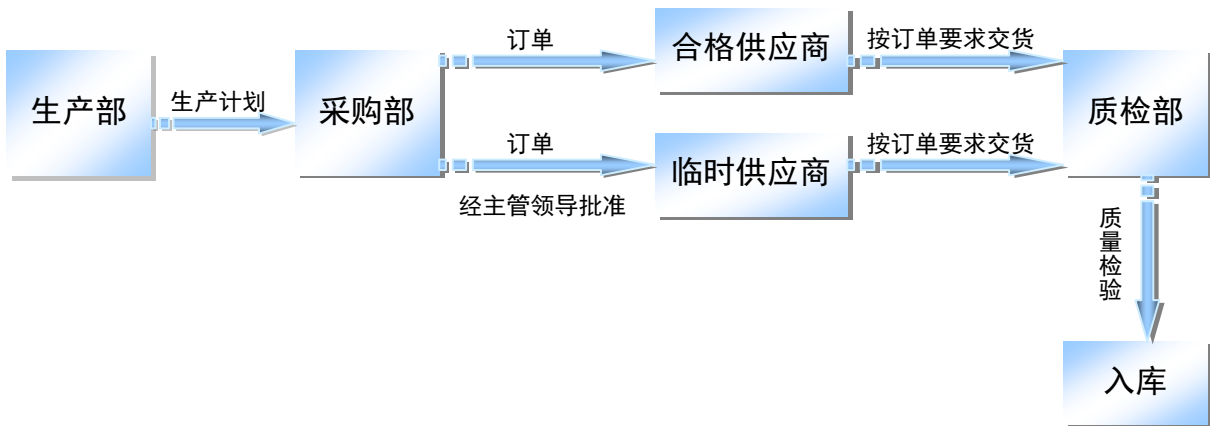 生产部
生产计划
采购部
订单
合格供应商
按订单要求交货
订单
经主管领导批准
临时供应商
按订单要求交货
质检部
质量检验
入库